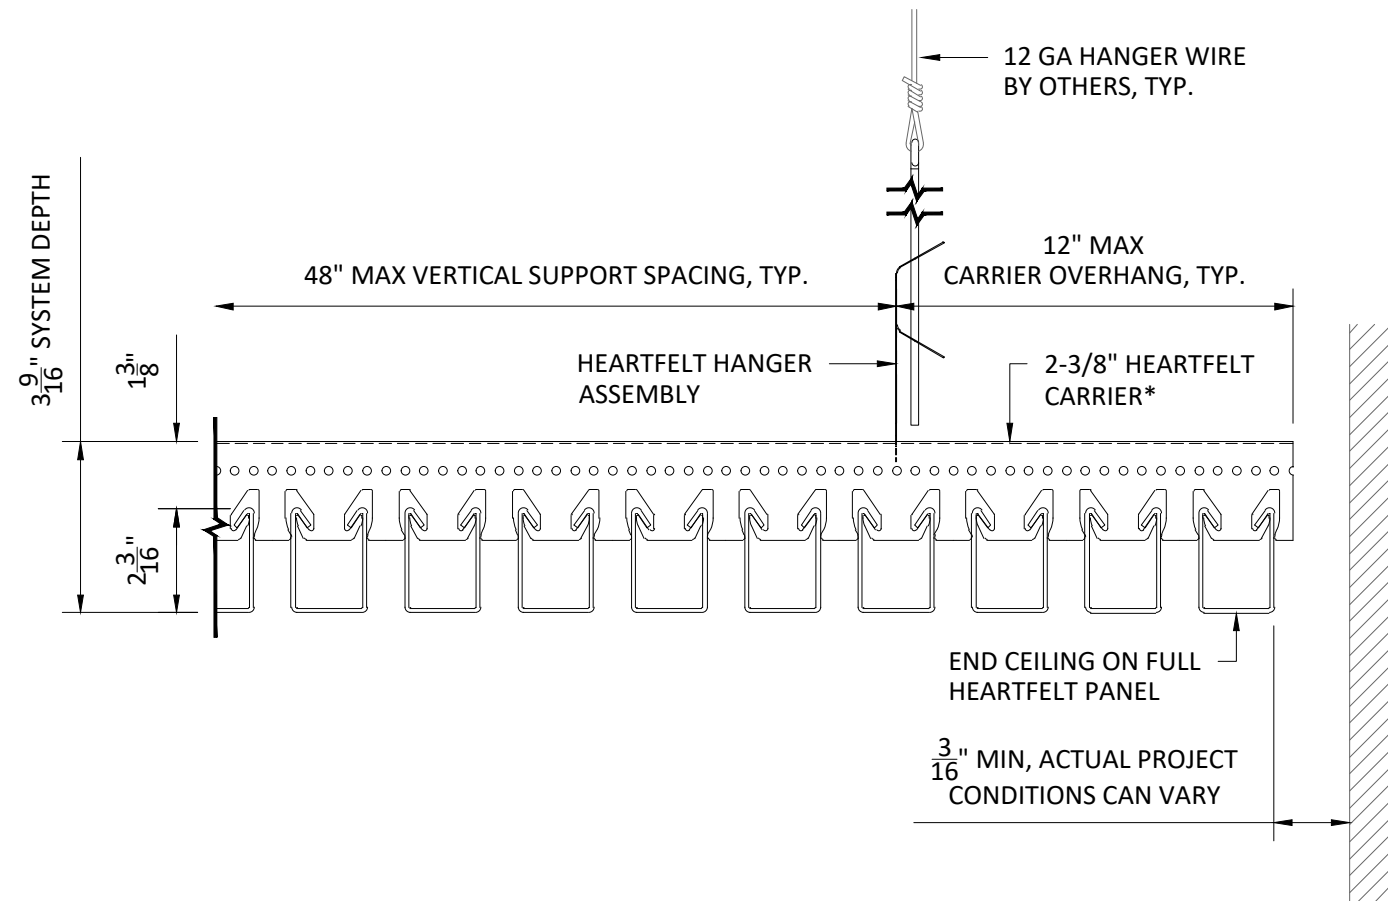 12 GA HANGER WIRE
BY OTHERS, TYP.
3 9/16" SYSTEM DEPTH
48" MAX VERTICAL SUPPORT SPACING, TYP.
12" MAX
CARRIER OVERHANG, TYP.
1 3/8"
HEARTFELT HANGER
ASSEMBLY
2-3/8" HEARTFELT
CARRIER*
2 3/16"
END CEILING ON FULL
HEARTFELT PANEL
3/16" MIN, ACTUAL PROJECT
CONDITIONS CAN VARY